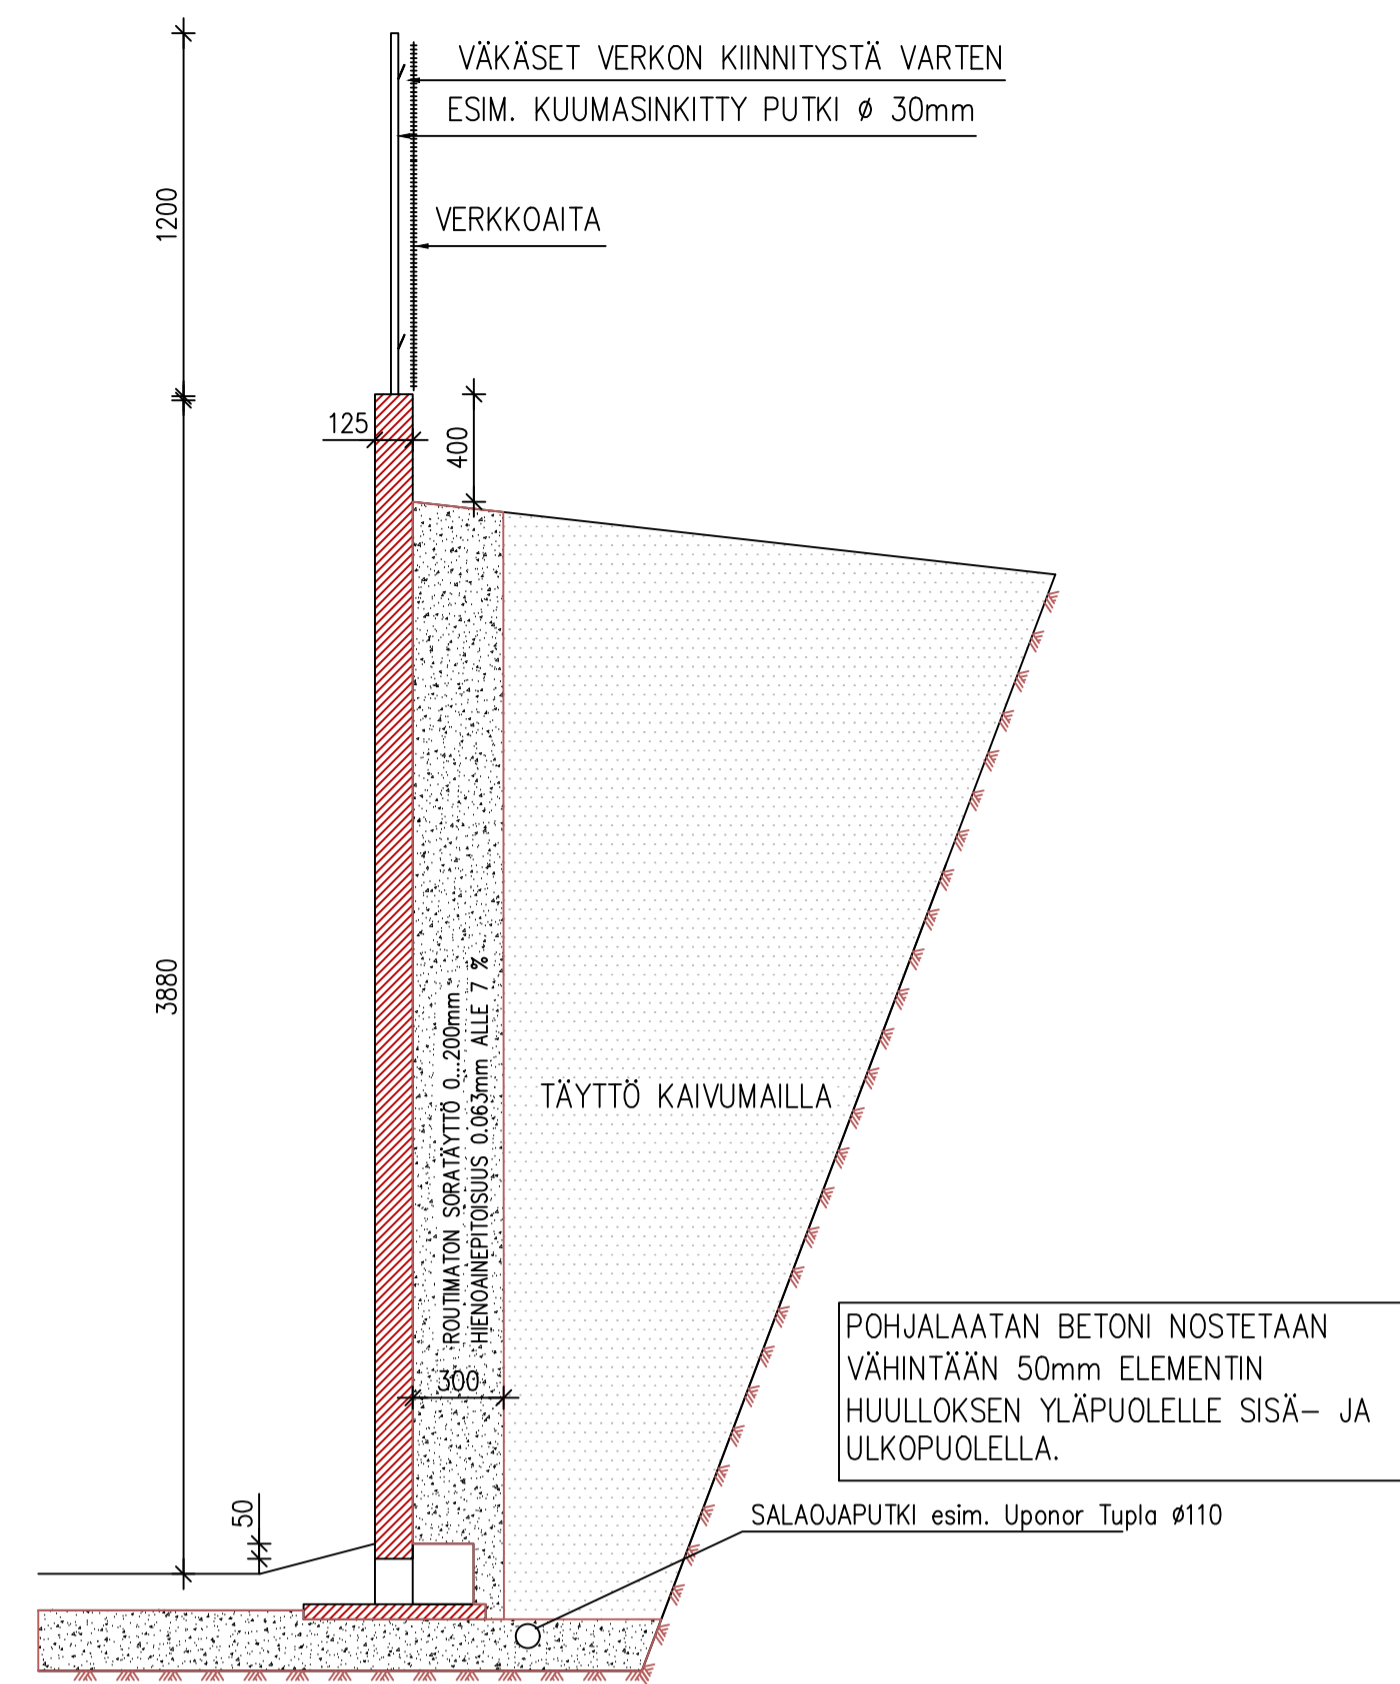 VÄKÄSET VERKON KIINNITYSTÄ VARTEN
ESIM. KUUMASINKITTY PUTKI Ø 30mm
1200
VERKKOAITA
125
400
3880
ROUTIMATON SORATÄYTTÖ 0...200mm
HIENOAINEPITOISUUS 0.063mm ALLE 7 %
TÄYTTÖ KAIVUMAILLA
300
POHJALAATAN BETONI NOSTETAAN
VÄHINTÄÄN 50mm ELEMENTIN
HUULLOKSEN YLÄPUOLELLE SISÄ- JA
ULKOPUOLELLA.
50
SALAOJAPUTKI esim. Uponor Tupla Ø110